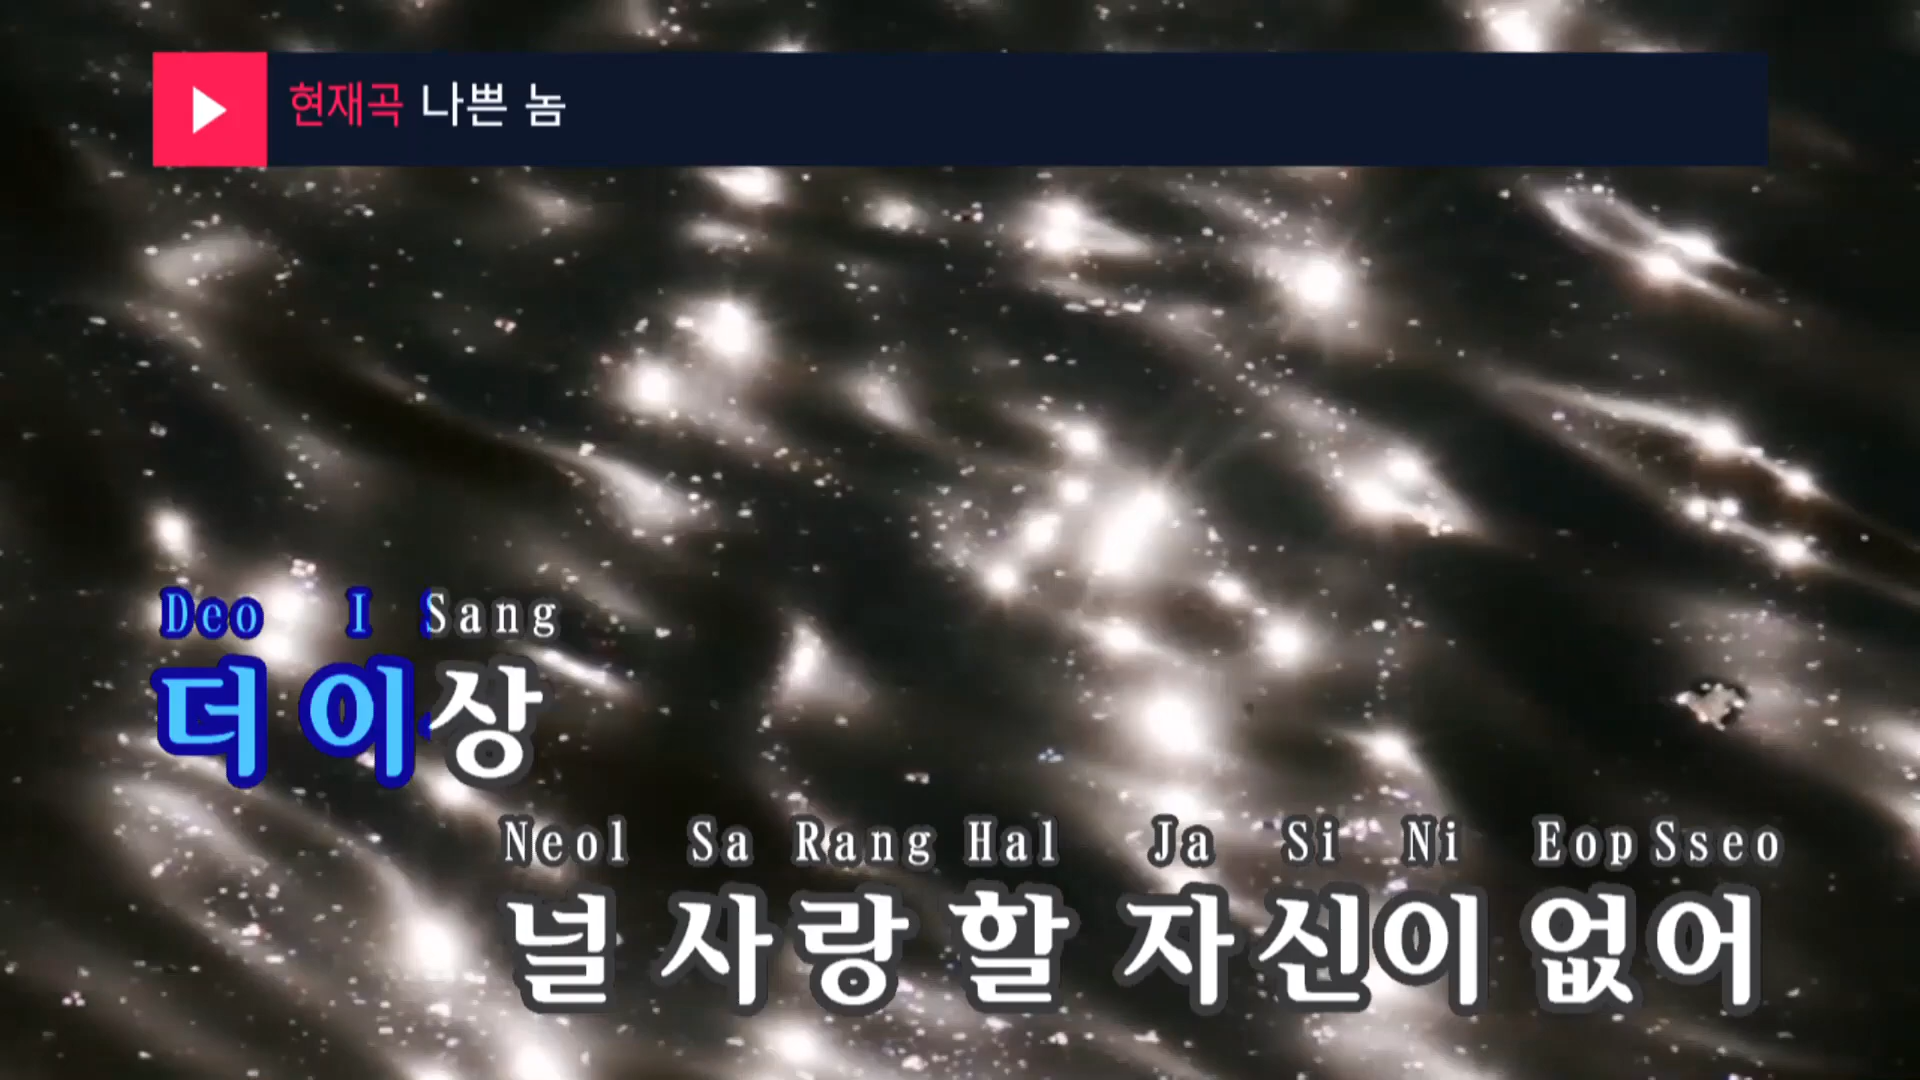 현재곡 나쁜 놈
Deo I Sang
더 이상
Neol Sa Rang Hal Ja Si Ni Eop Sseo
널 사랑 할 자신이 없어